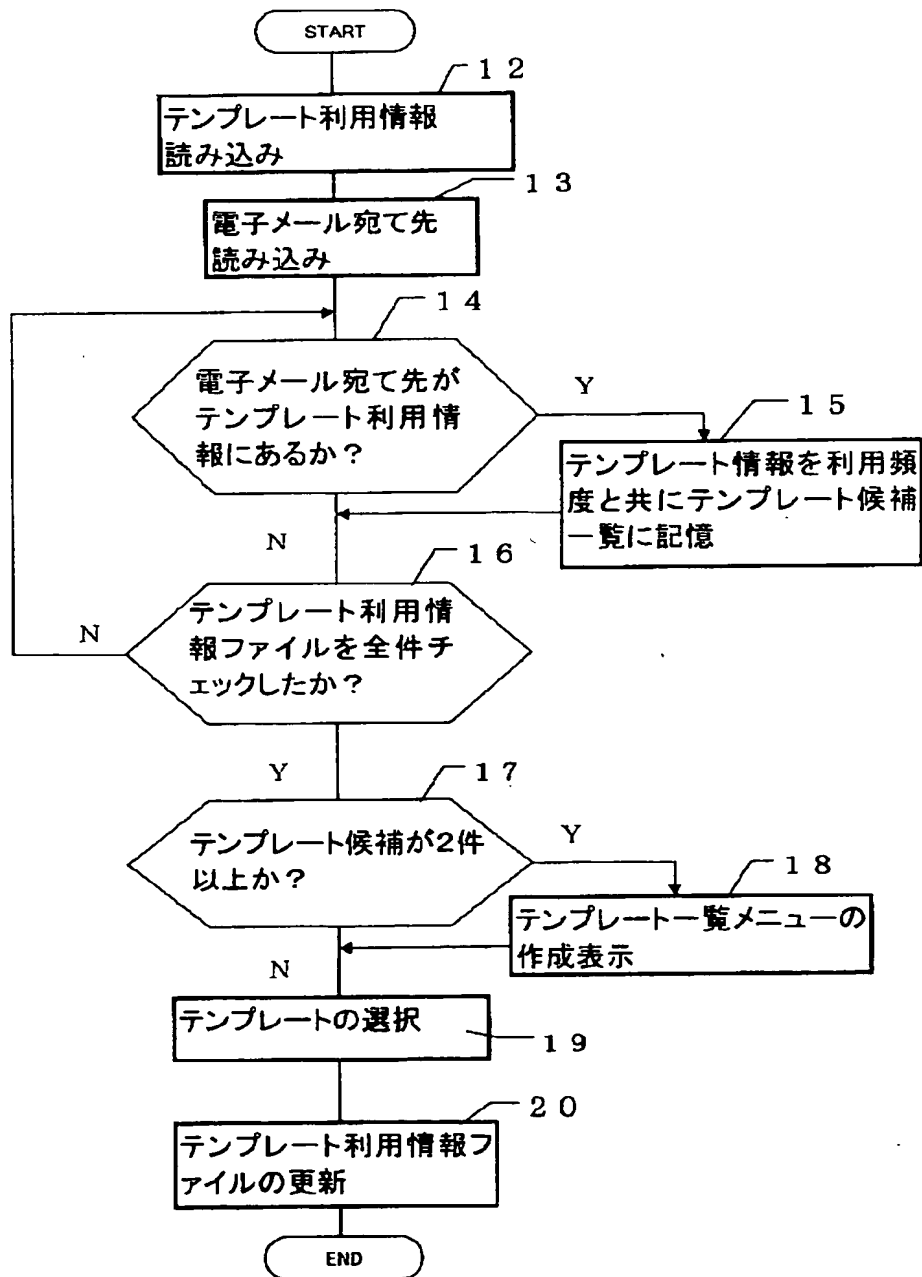 START
12
テンプレート利用情報
読み込み
13
電子メール宛て先
読み込み
14
電子メール宛て先が
テンプレート利用情
報にあるか？
Y
15
テンプレート情報を利用頻
度と共にテンプレート候補
一覧に記憶
N
16
テンプレート利用情
報ファイルを全件チ
ェックしたか？
N
Y
17
テンプレート候補が2件
以上か？
Y
18
テンプレート一覧メニューの
作成表示
N
テンプレートの選択
19
20
テンプレート利用情報フ
ァイルの更新
END